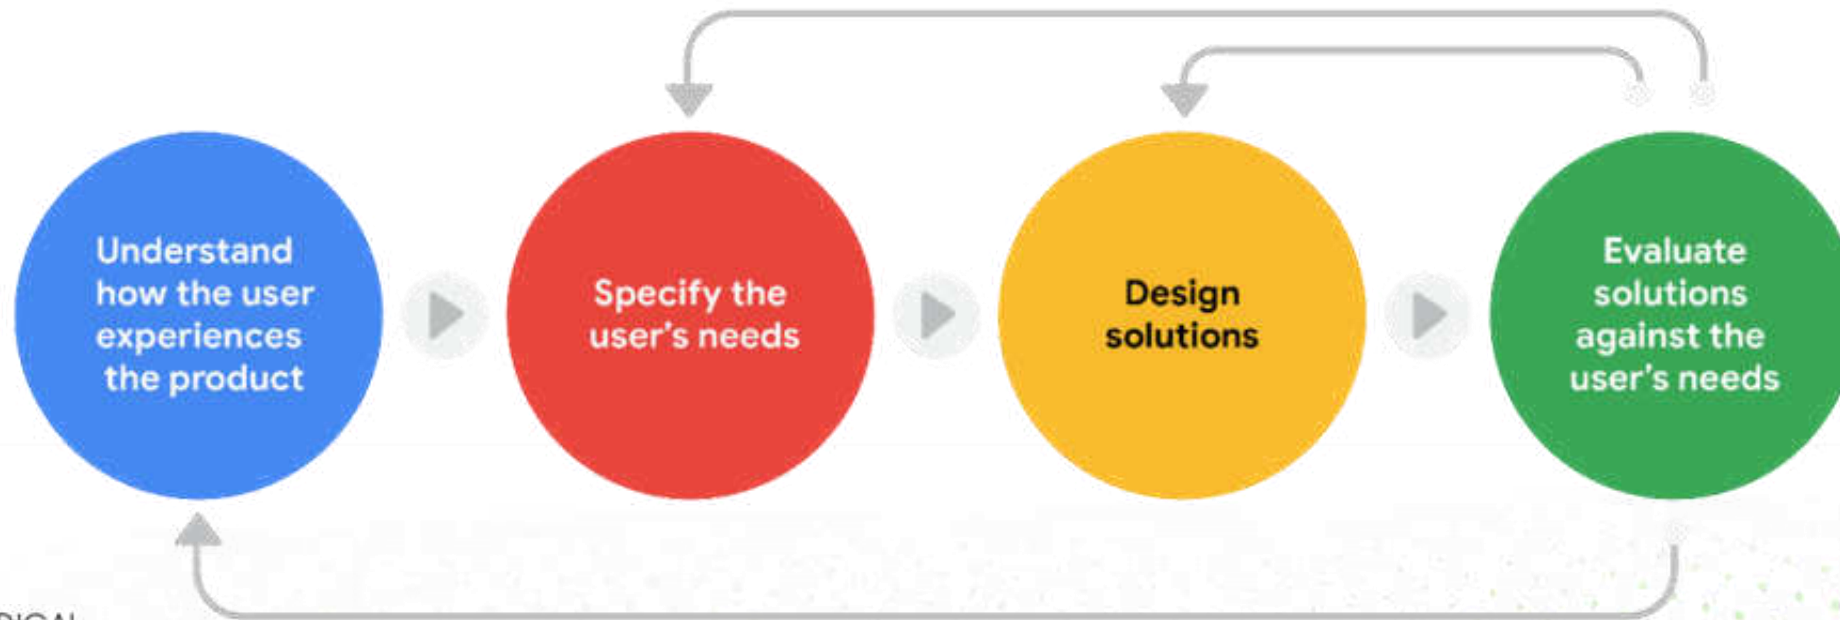 Understand
how the user
experiences
the product
Specify the
user's needs
Design
solutions
Evaluate
solutions
against the
user's needs